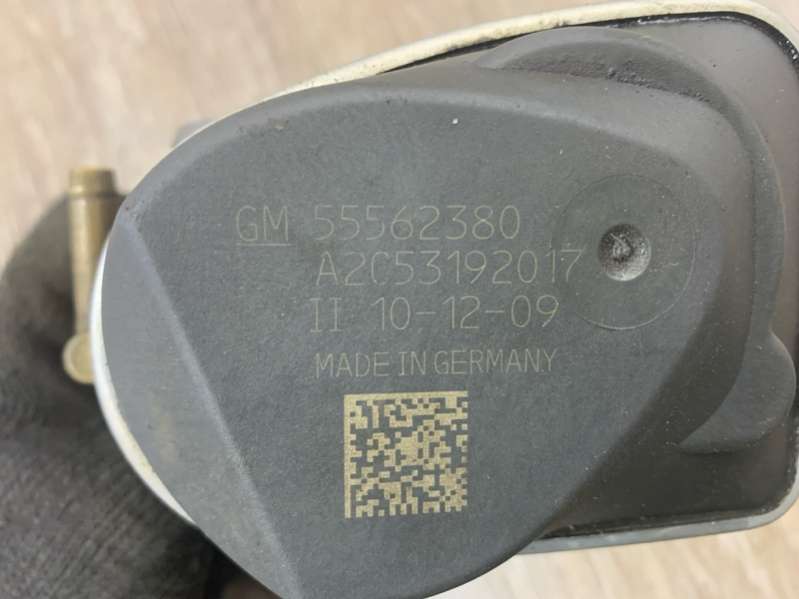 GM 55562380
A2C53192017
II 10-12-09
MADE IN GERMANY